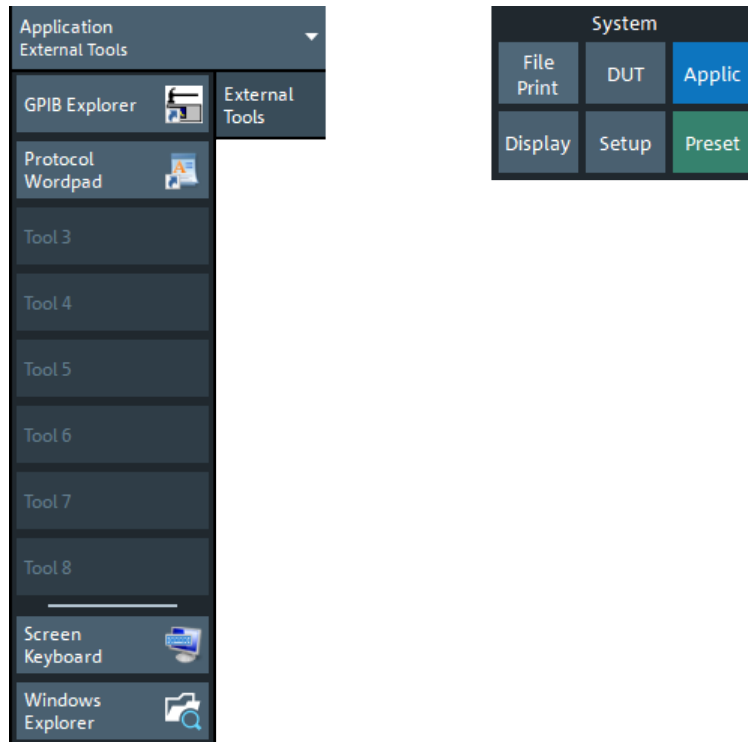 Application
External Tools
GPIB Explorer
External
Tools
Protocol
Wordpad
Tool 3
Tool 4
Tool 5
Tool 6
Tool 7
Tool 8
Screen
Keyboard
Windows
Explorer
System
File
Print
DUT
Applic
Display
Setup
Preset